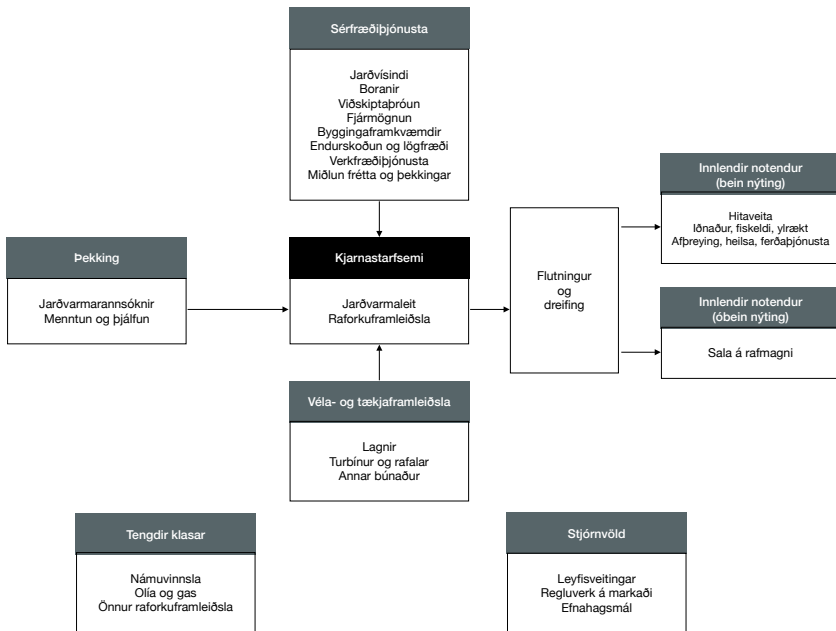 Sérfræðiþjónusta
Jarðvísindi
Boranir
Viðskiptaþróun
Fjármögnun
Byggingaframkvæmdir
Endurskoðun og lögfræði
Verkfræðiþjónusta
Miðlun frétta og þekkingar
Þekking
Jarðvarmarannsóknir
Menntun og þjálfun
Kjarnastarfsemi
Jarðvarmaleit
Raforkuframleiðsla
Flutningur
og
dreifing
Innlendir notendur
(bein nýting)
Hitaveita
Iðnaður, fiskeldi, ylrækt
Afþreying, heilsa, ferðaþjónusta
Innlendir notendur
(óbein nýting)
Sala á rafmagni
Véla- og tækjaframleiðsla
Lagnir
Turbínur og rafalar
Annar búnaður
Tengdir klasar
Námuvinnsla
Olía og gas
Önnur raforkuframleiðsla
Stjórnvöld
Leyfisveitingar
Regluverk á markaði
Efnahagsmál